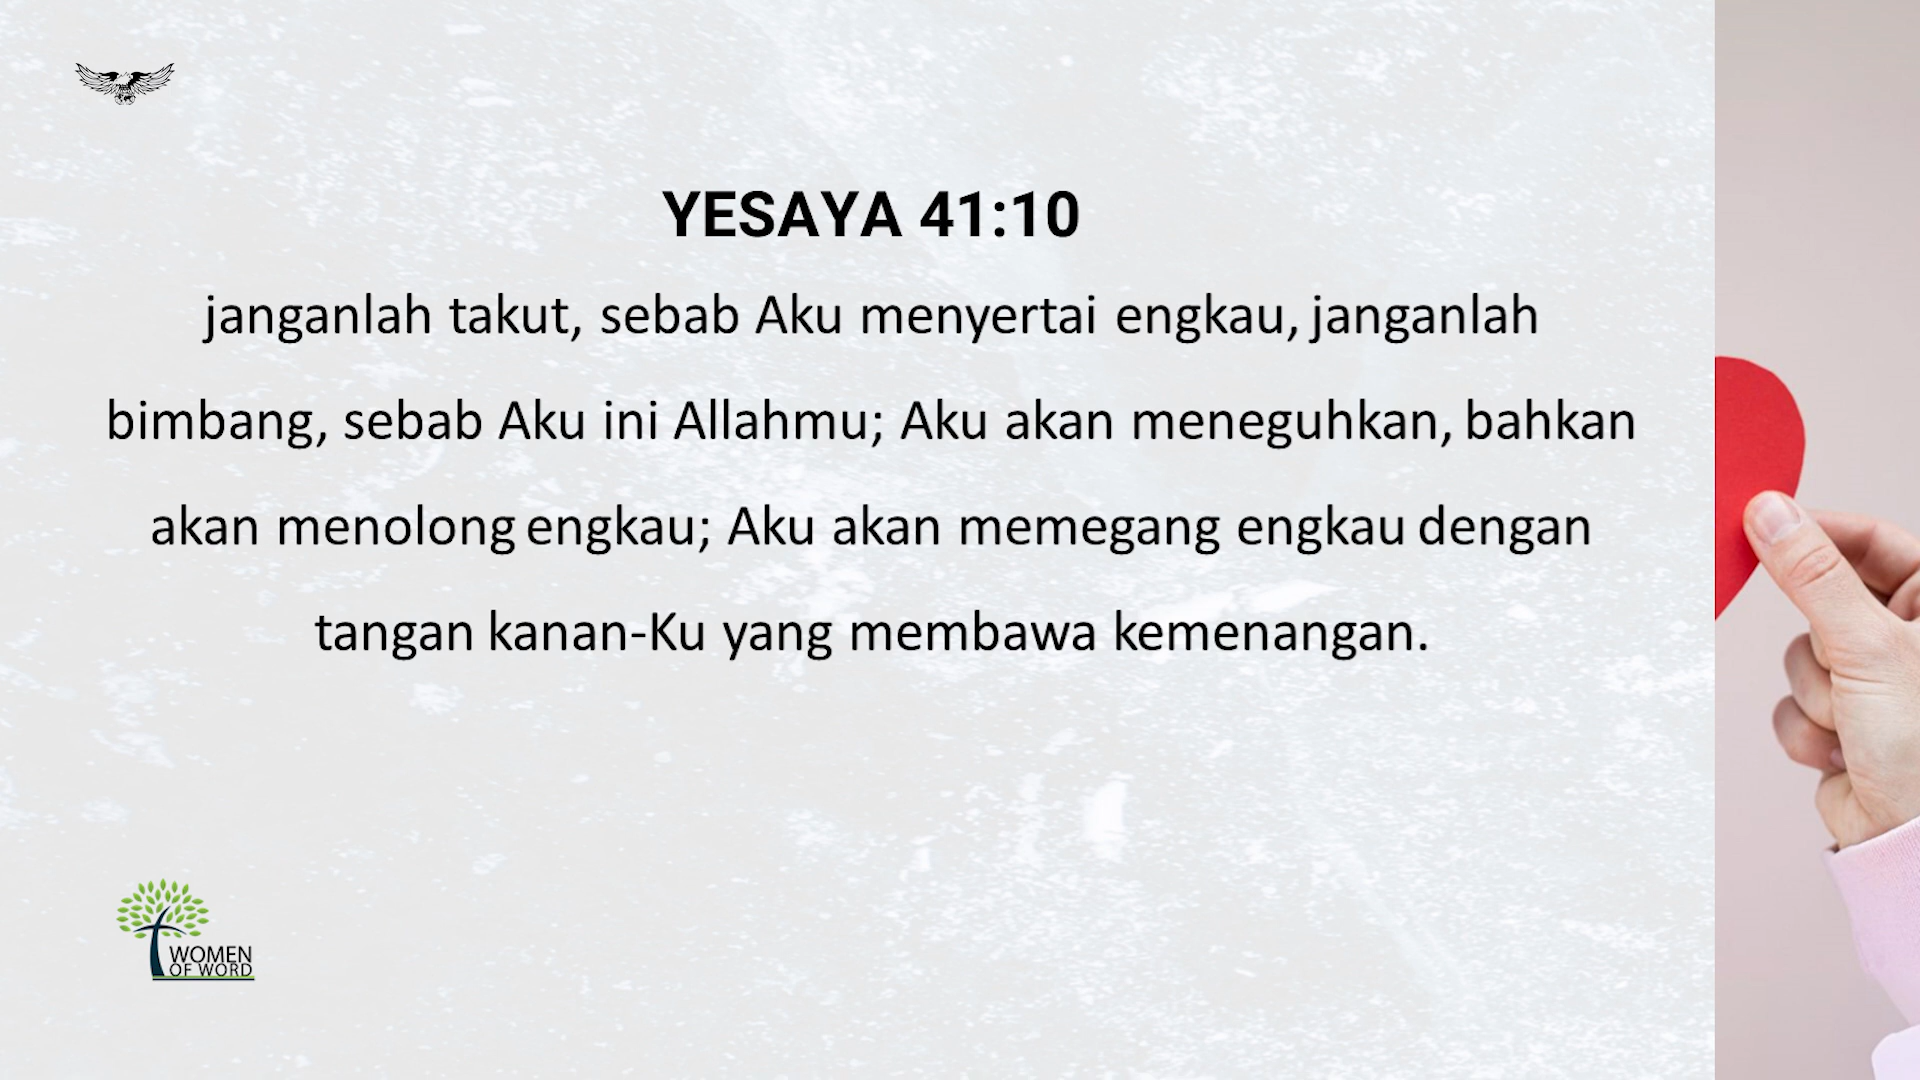 YESAYA 41:10
janganlah takut, sebab Aku menyertai engkau, janganlah
bimbang, sebab Aku ini Allahmu; Aku akan meneguhkan, bahkan
akan menolong engkau; Aku akan memegang engkau dengan
tangan kanan-Ku yang membawa kemenangan.
WOMEN
OF WORD